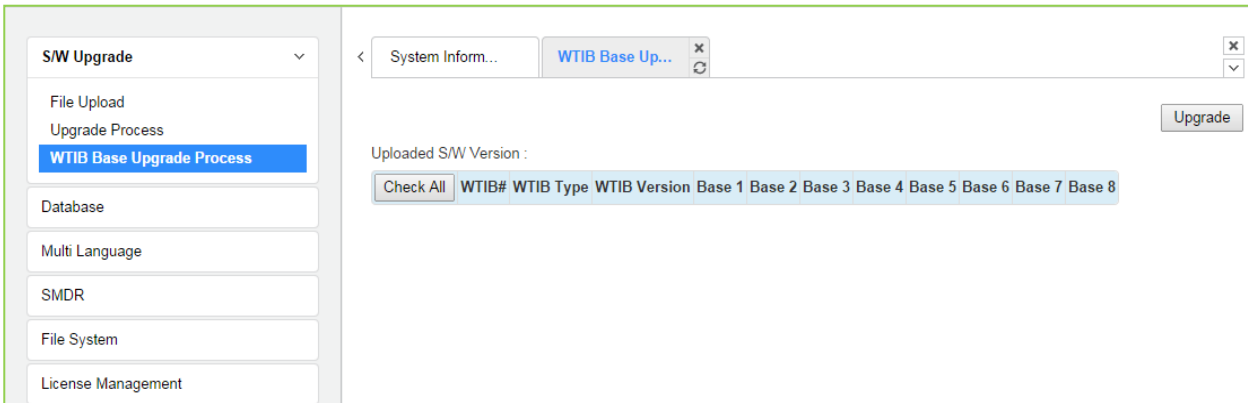 S/W Upgrade
File Upload
Upgrade Process
WTIB Base Upgrade Process
Database
Multi Language
SMDR
File System
License Management
System Inform...
WTIB Base Up...
Upgrade
Uploaded S/W Version :
Check All WTIB# WTIB Type WTIB Version Base 1 Base 2 Base 3 Base 4 Base 5 Base 6 Base 7 Base 8